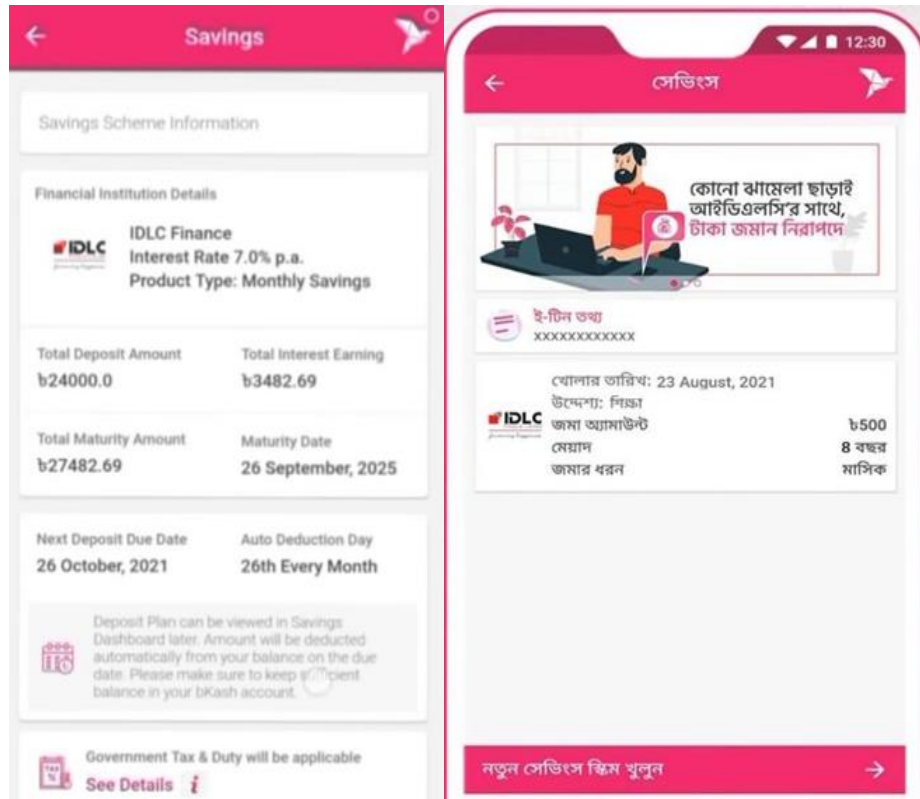 Savings
Savings Scheme Information
Financial Institution Details
IDLC
IDLC Finance
Interest Rate 7.0% p.a.
Product Type: Monthly Savings
Total Deposit Amount
Total Interest Earning
৳24000.0
৳3482.69
Total Maturity Amount
Maturity Date
৳27482.69
26 September, 2025
Next Deposit Due Date
Auto Deduction Day
26 October, 2021
26th Every Month
Deposit Plan can be viewed in Savings
Dashboard later. Amount will be deducted
automatically from your balance on the due
date. Please make sure to keep sufficient
balance in your bKash account.
TAX
%
Government Tax & Duty will be applicable
See Details i
12:30
সেভিংস
কোনো ঝামেলা ছাড়াই
আইডিএলসি'র সাথে,
টাকা জমান নিরাপদে
ই-টিন তথ্য
xxxxxxxxxxxx
খোলার তারিখ: 23 August, 2021
উদ্দেশ্য: শিক্ষা
IDLC
জমা অ্যামাউন্ট ৳500
মেয়াদ 8 বছর
জমার ধরন মাসিক
নতুন সেভিংস স্কিম খুলুন